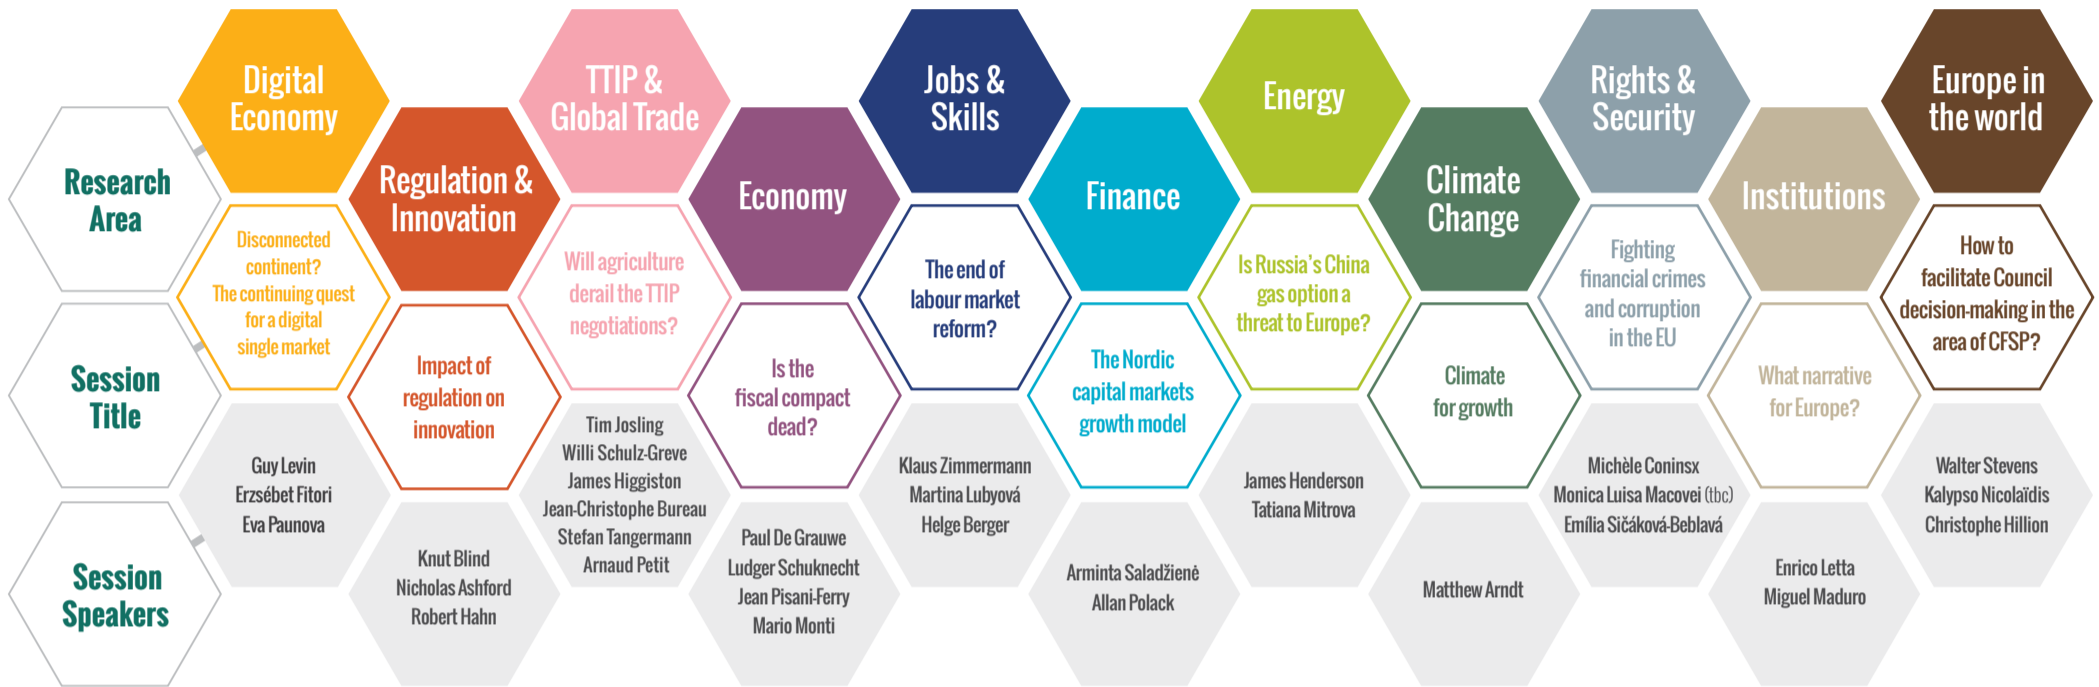 Research
Area
Session
Title
Session
Speakers
Digital
Economy
Disconnected
continent?
The continuing quest
for a digital
single market
Guy Levin
Erzsébet Fitori
Eva Paunova
Regulation &
Innovation
Impact of
regulation on
innovation
Knut Blind
Nicholas Ashford
Robert Hahn
TTIP &
Global Trade
Will agriculture
derail the TTIP
negotiations?
Tim Josling
Willi Schulz-Greve
James Higgiston
Jean-Christophe Bureau
Stefan Tangermann
Arnaud Petit
Economy
Is the
fiscal compact
dead?
Paul De Grauwe
Ludger Schuknecht
Jean Pisani-Ferry
Mario Monti
Jobs &
Skills
The end of
labour market
reform?
Klaus Zimmermann
Martina Lubyová
Helge Berger
Finance
The Nordic
capital markets
growth model
Arminta Saladžienė
Allan Polack
Energy
Is Russia's China
gas option a
threat to Europe?
James Henderson
Tatiana Mitrova
Climate
Change
Climate
for growth
Matthew Arndt
Rights &
Security
Fighting
financial crimes
and corruption
in the EU
Michèle Coninsx
Monica Luisa Macovei (tbc)
Emília Sičáková-Beblavá
Institutions
What narrative
for Europe?
Enrico Letta
Miguel Maduro
Europe in
the world
How to
facilitate Council
decision-making in the
area of CFSP?
Walter Stevens
Kalypso Nicolaïdis
Christophe Hillion